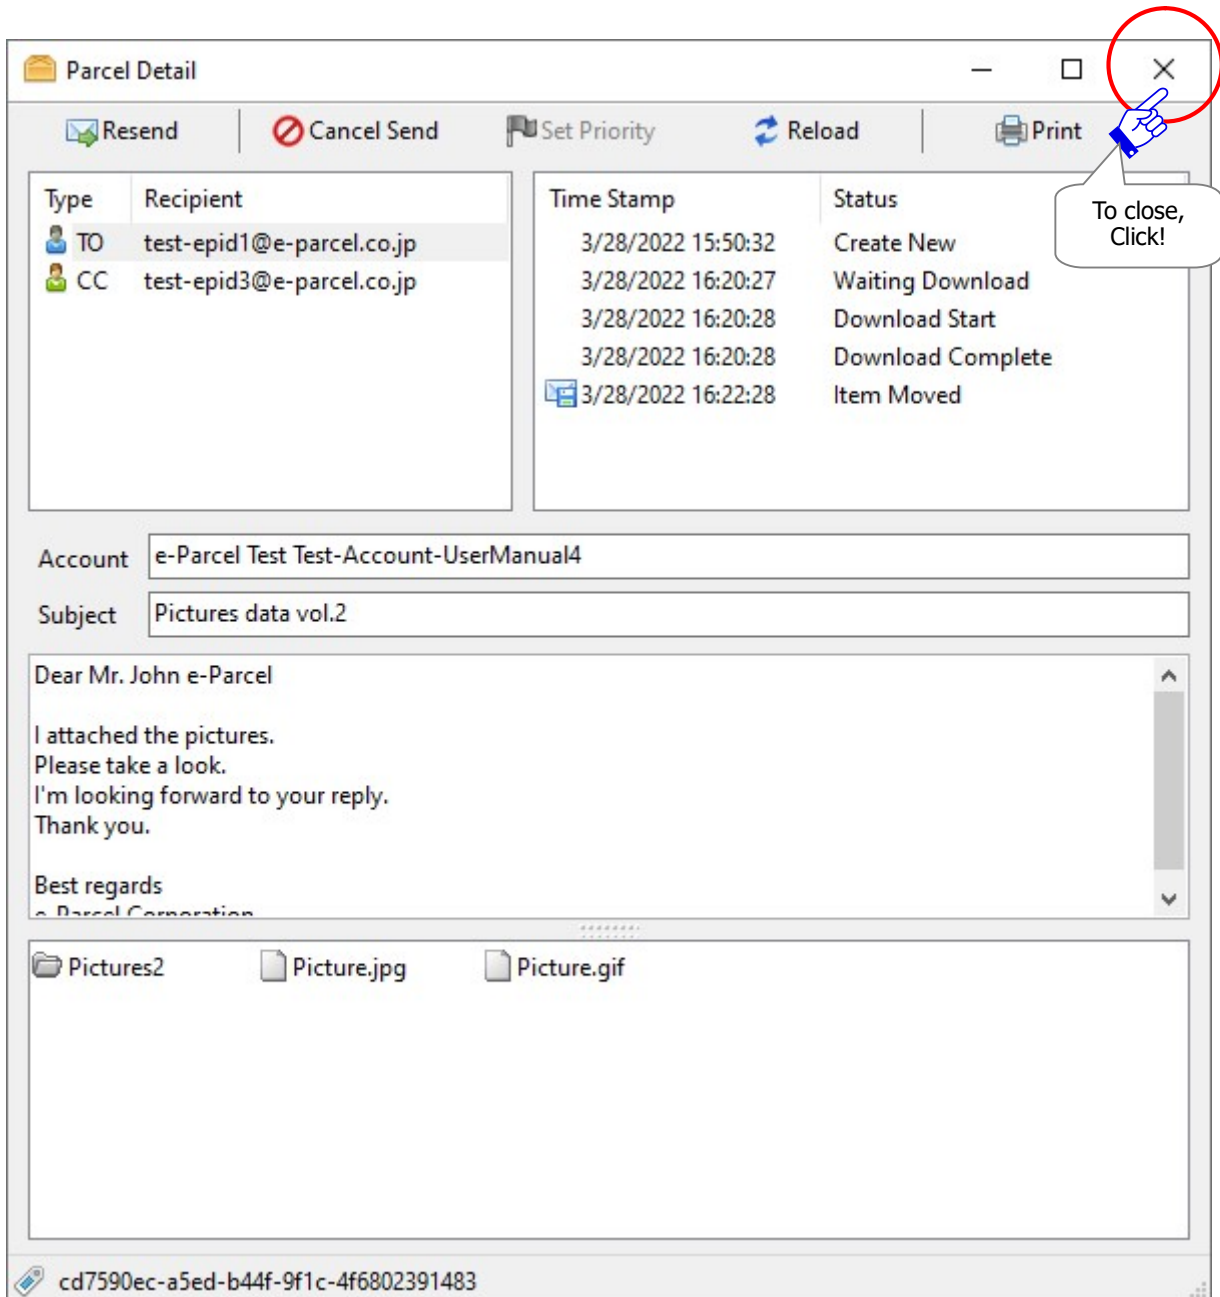 Parcel Detail
Resend Cancel Send Set Priority Reload Print
To close,
Click!
Type Recipient
TO test-epid1@e-parcel.co.jp
CC test-epid3@e-parcel.co.jp
Time Stamp Status
3/28/2022 15:50:32 Create New
3/28/2022 16:20:27 Waiting Download
3/28/2022 16:20:28 Download Start
3/28/2022 16:20:28 Download Complete
3/28/2022 16:22:28 Item Moved
Account e-Parcel Test Test-Account-UserManual4
Subject Pictures data vol.2
Dear Mr. John e-Parcel
I attached the pictures.
Please take a look.
I'm looking forward to your reply.
Thank you.
Best regards
e-Parcel Corporation
Pictures2 Picture.jpg Picture.gif
cd7590ec-a5ed-b44f-9f1c-4f6802391483